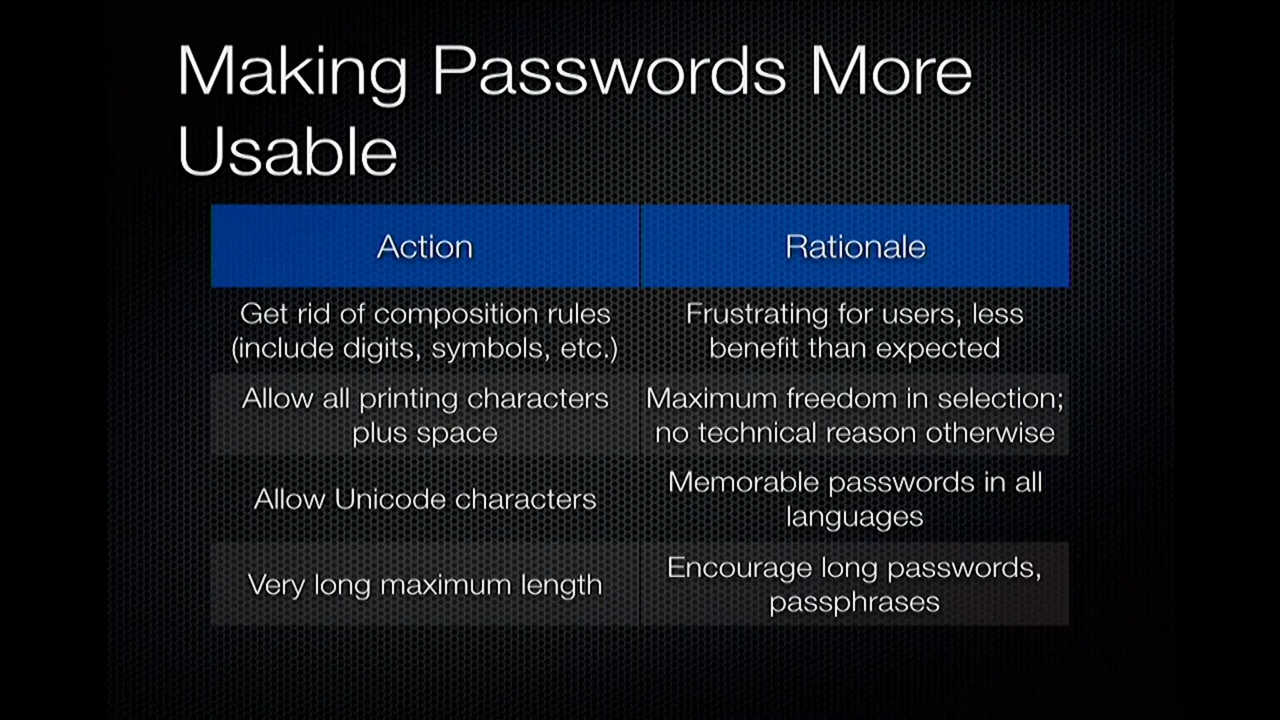 Making Passwords More
Usable
Action
Rationale
Get rid of composition rules
(include digits, symbols, etc.)
Frustrating for users, less
benefit than expected
Allow all printing characters
plus space
Maximum freedom in selection;
no technical reason otherwise
Allow Unicode characters
Memorable passwords in all
languages
Very long maximum length
Encourage long passwords,
passphrases